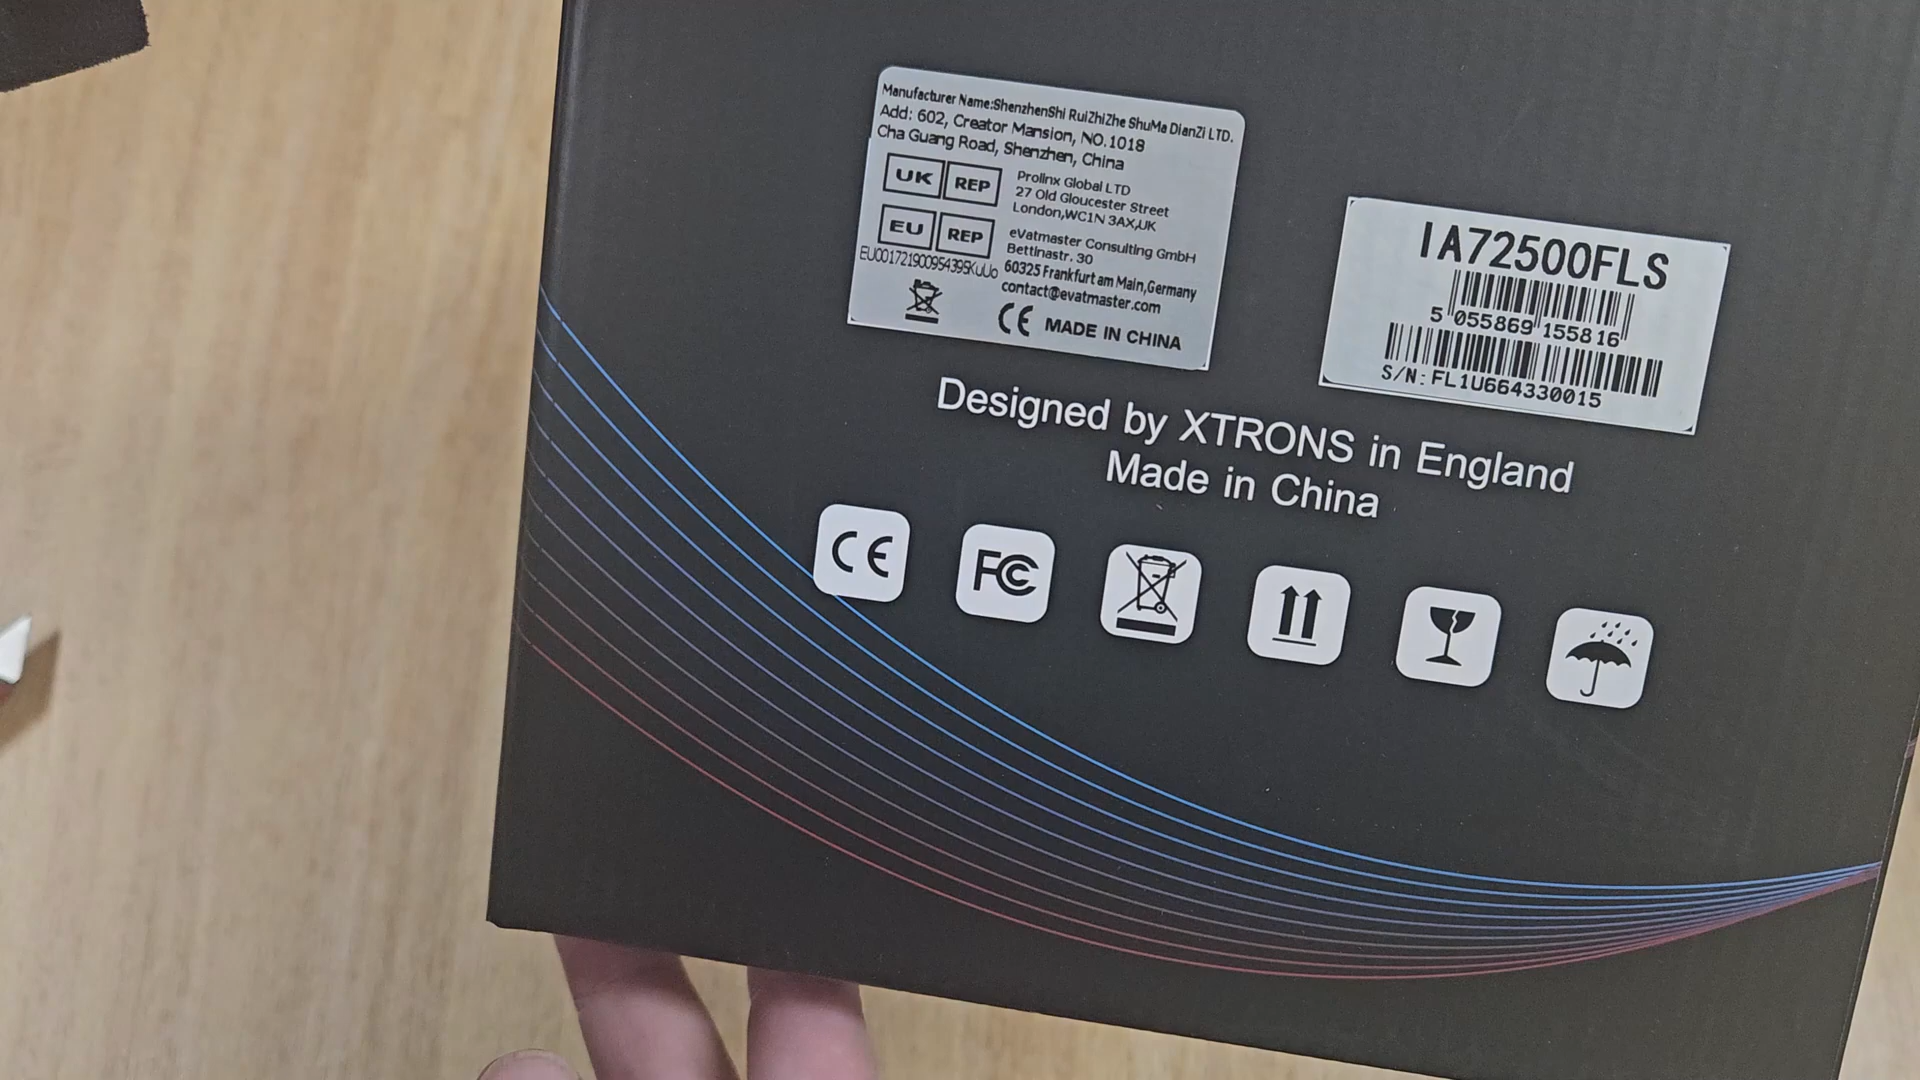 Manufacturer Name:ShenzhenShi RuiZhiZhe ShuMa DianZi LTD.
Add: 602, Creator Mansion, NO.1018
Cha Guang Road, Shenzhen, China
UK REP
Prolinx Global LTD
27 Old Gloucester Street
London,WC1N 3AX,UK
EU REP
eVatmaster Consulting GmbH
Bettinastr. 30
60325 Frankfurt am Main,Germany
contact@evatmaster.com
CE MADE IN CHINA
IA72500FLS
5 055869 155816
S/N:FL1U664330015
Designed by XTRONS in England
Made in China
CE
FC